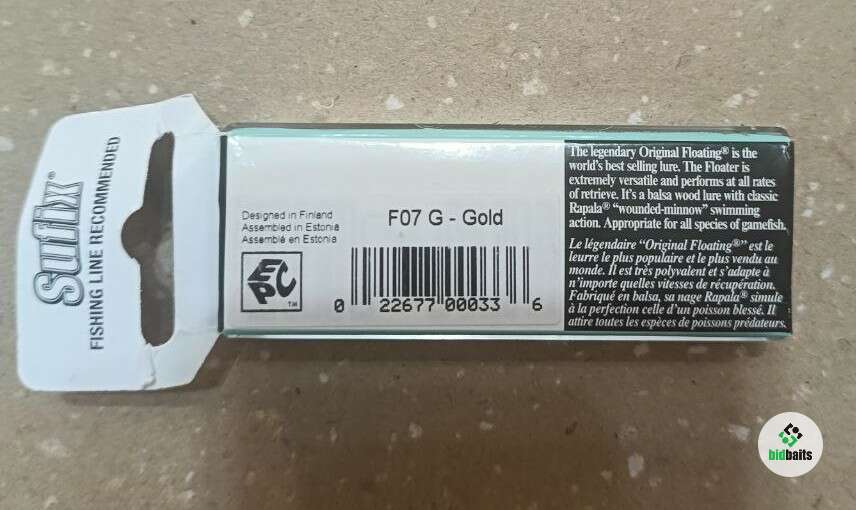 Sufix®
FISHING LINE RECOMMENDED
Designed in Finland
Assembled in Estonia
Assemblé en Estonia
F07 G - Gold
EPC
TM
0 22677 00033 6
The legendary Original Floating® is the
world's best selling lure. The Floater is
extremely versatile and performs at all rates
of retrieve. It's a balsa wood lure with classic
Rapala® "wounded-minnow" swimming
action. Appropriate for all species of gamefish.
Le légendaire "Original Floating®" est le
leurre le plus populaire et le plus vendu au
monde. Il est très polyvalent et s'adapte à
n'importe quelles vitesses de récupération.
Fabriqué en balsa, sa nage Rapala® simule
à la perfection celle d'un poisson blessé. Il
attire toutes les espèces de poissons prédateurs.
bidbaits